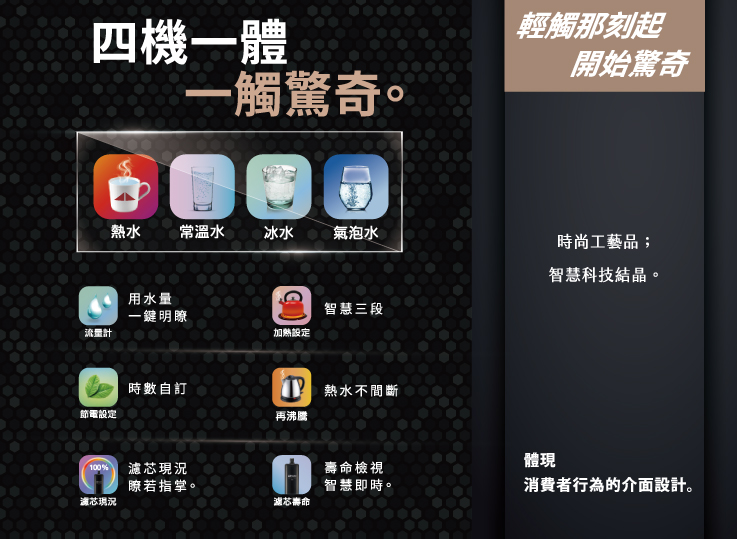 四機一體
一觸驚奇。
熱水
常溫水
冰水
氣泡水
用水量
一鍵明瞭
流量計
智慧三段
加熱設定
時數自訂
節電設定
熱水不間斷
再沸騰
100%
濾芯現況
瞭若指掌。
濾芯現況
壽命檢視
智慧即時。
濾芯壽命
輕觸那刻起
開始驚奇
時尚工藝品；
智慧科技結晶。
體現
消費者行為的介面設計。